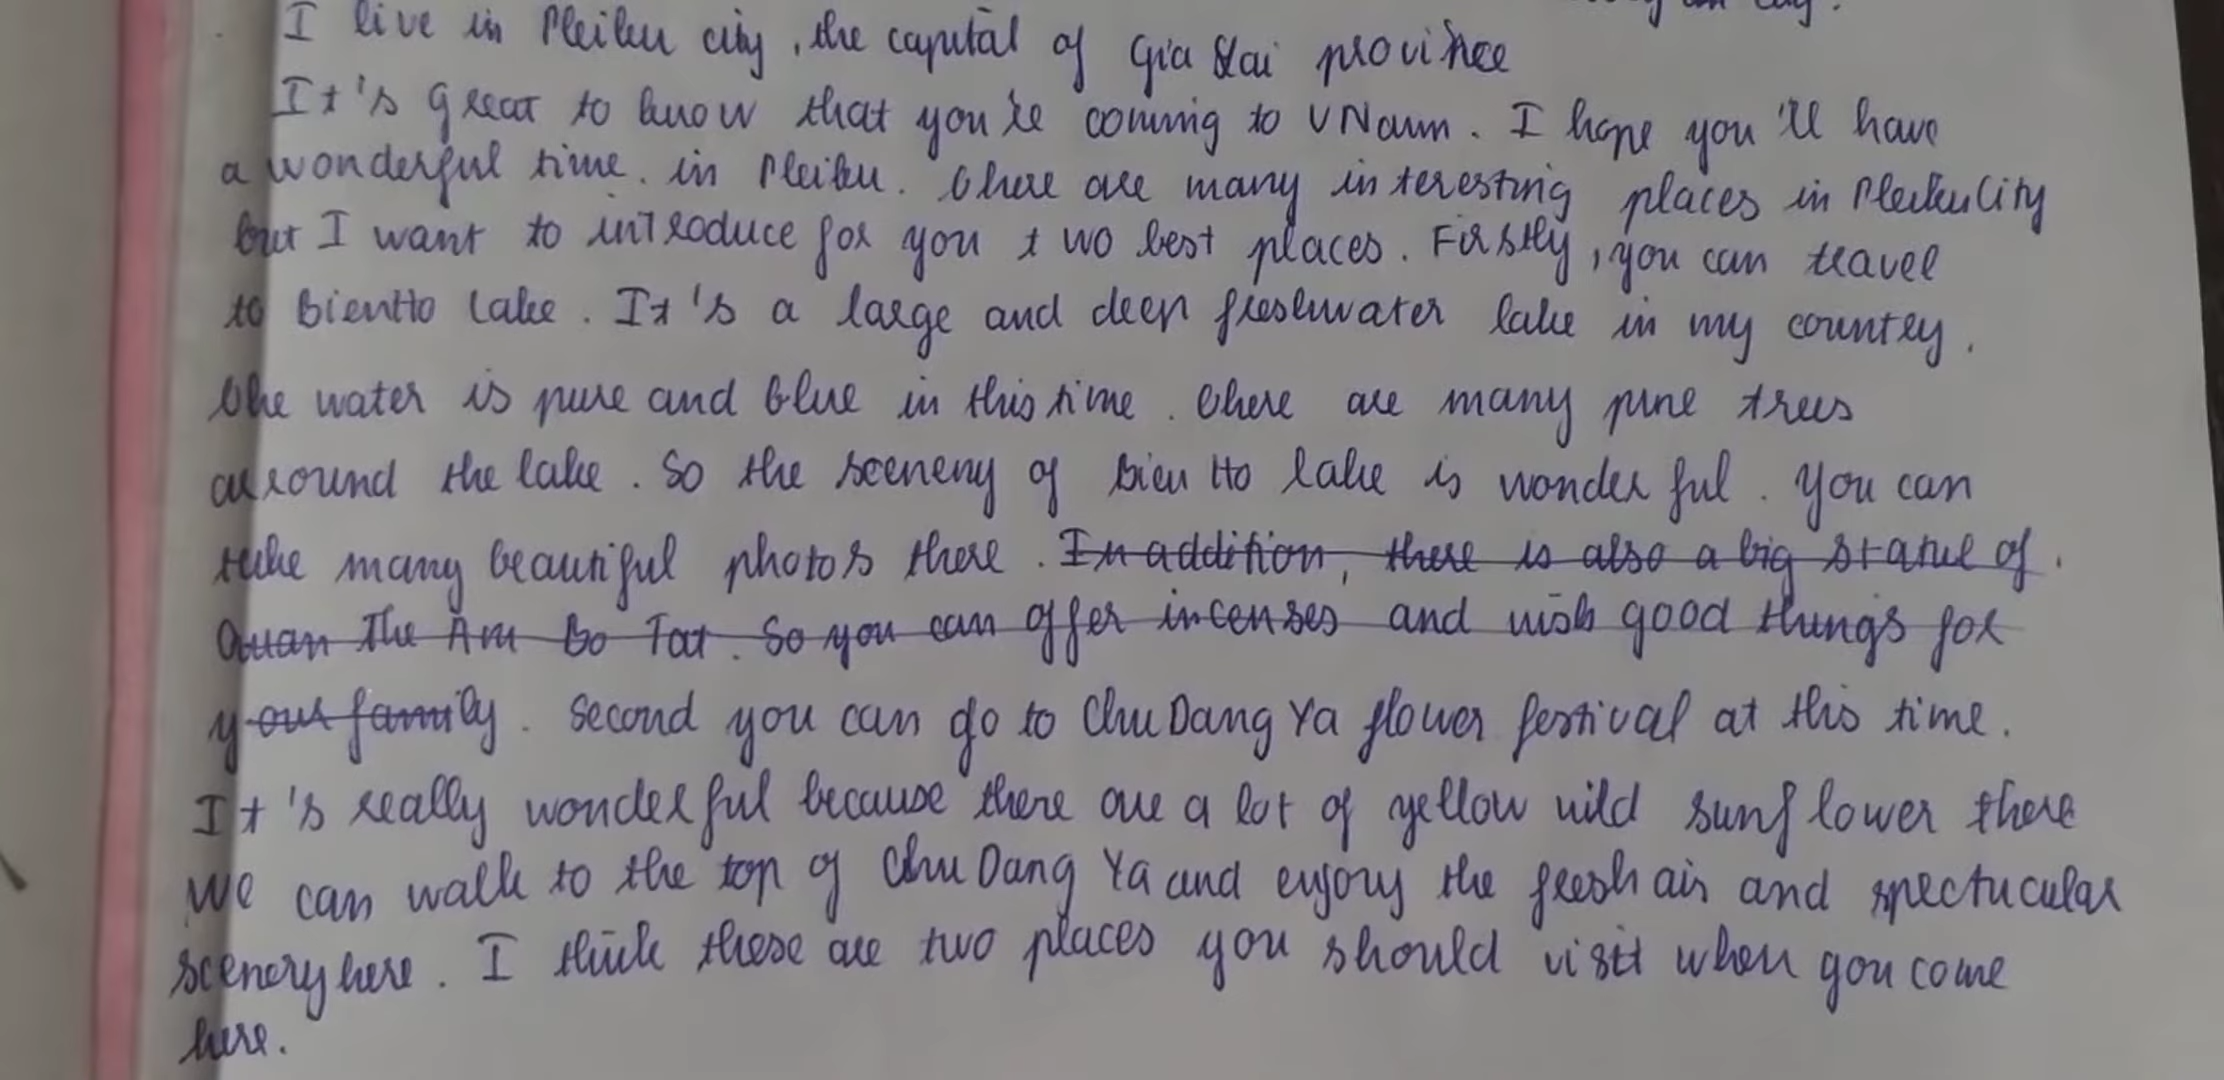 I live in Pleiku city, the capital of Gia Lai province
It's great to know that you're coming to VNam. I hope you'll have
a wonderful time. in Pleiku. There are many interesting places in Pleiku City
but I want to introduce for you two best places. Firstly, you can travel
to Bientto lake. It's a large and deep freshwater lake in my country.
The water is pure and blue in this time. There are many pine trees
around the lake. So the sceneny of Bien Ho lake is wonderful. You can
take many beautiful photos there. In addition, there is also a big statue of.
Quan The Am Bo Tat. So you can offer incenses and wish good things for
your family. Second you can go to Chu Dang Ya flower festival at this time.
It's really wonderful because there are a lot of yellow wild sunflower there
We can walk to the top of Chu Dang Ya and enjory the fresh air and spectucular
scenery here. I think these are two places you should visit when you come
here.